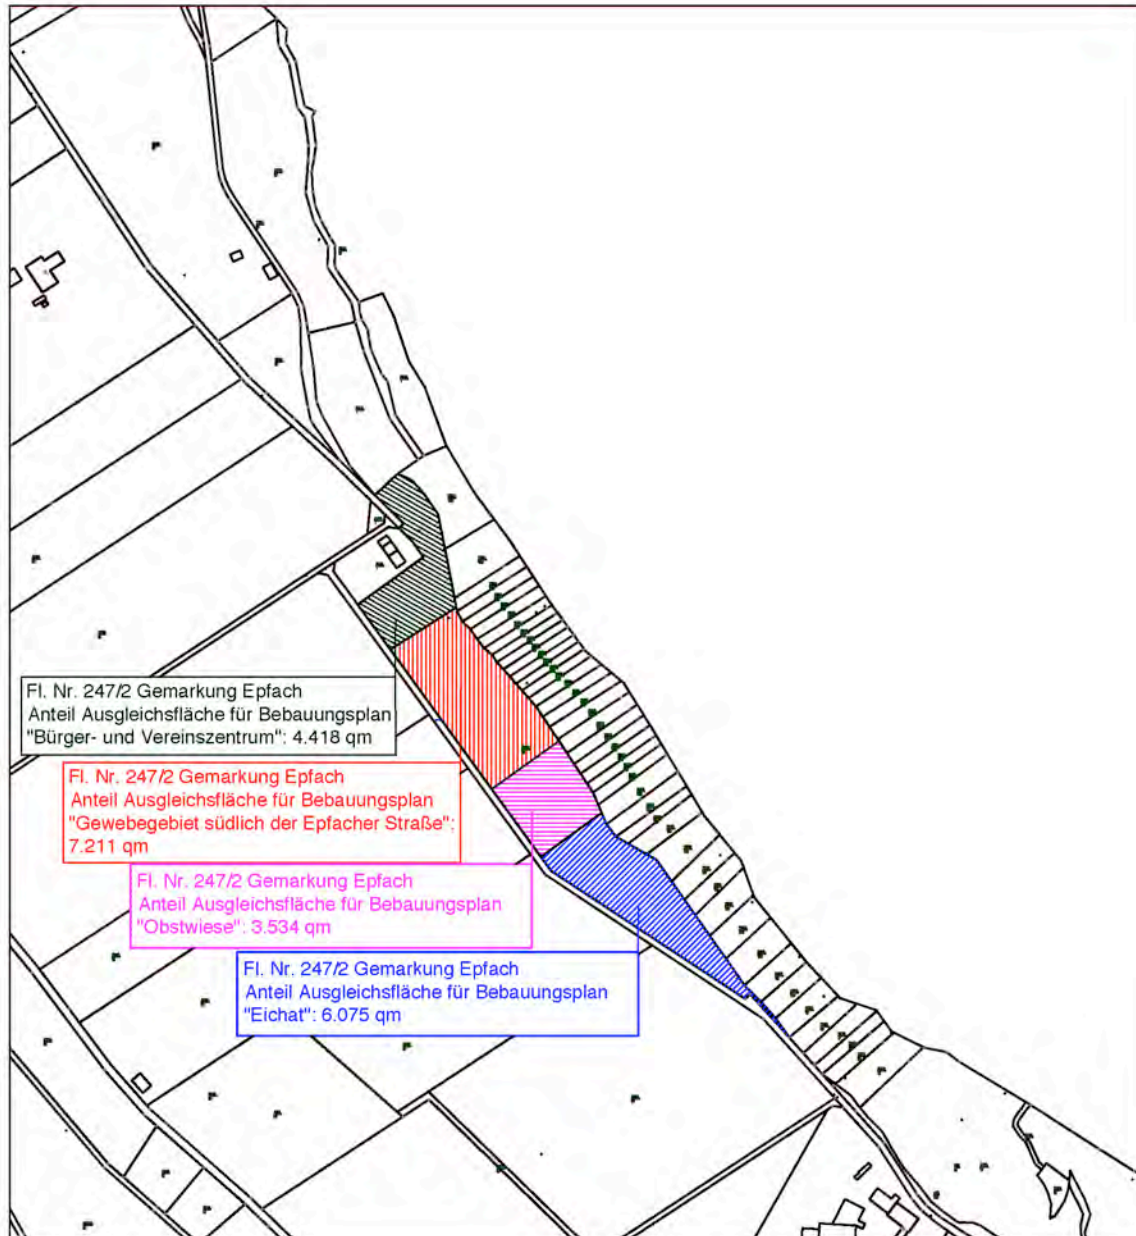 Fl. Nr. 247/2 Gemarkung Epfach
Anteil Ausgleichsfläche für Bebauungsplan
"Bürger- und Vereinszentrum": 4.418 qm
Fl. Nr. 247/2 Gemarkung Epfach
Anteil Ausgleichsfläche für Bebauungsplan
"Gewebegebiet südlich der Epfacher Straße":
7.211 qm
Fl. Nr. 247/2 Gemarkung Epfach
Anteil Ausgleichsfläche für Bebauungsplan
"Obstwiese": 3.534 qm
Fl. Nr. 247/2 Gemarkung Epfach
Anteil Ausgleichsfläche für Bebauungsplan
"Eichat": 6.075 qm